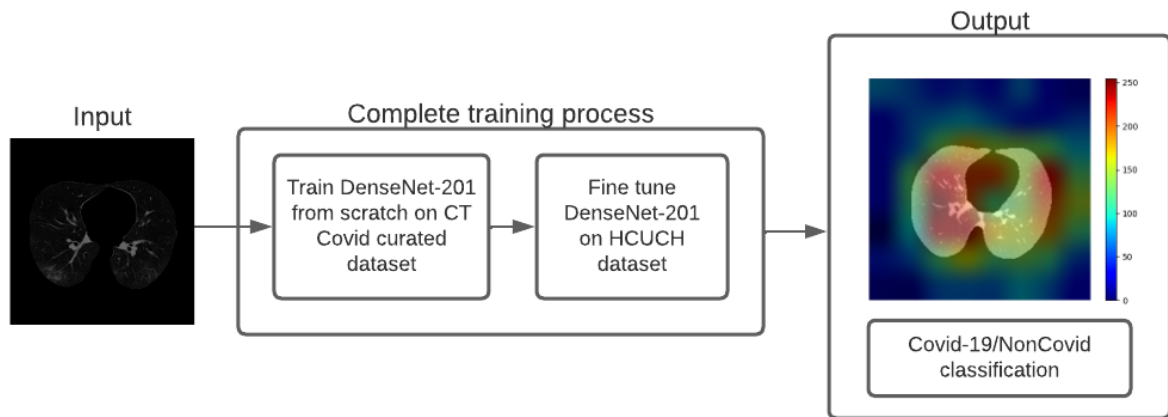 Input
Complete training process
Train DenseNet-201
from scratch on CT
Covid curated
dataset
Fine tune
DenseNet-201
on HCUCH
dataset
Output
250
200
150
100
50
0
Covid-19/NonCovid
classification